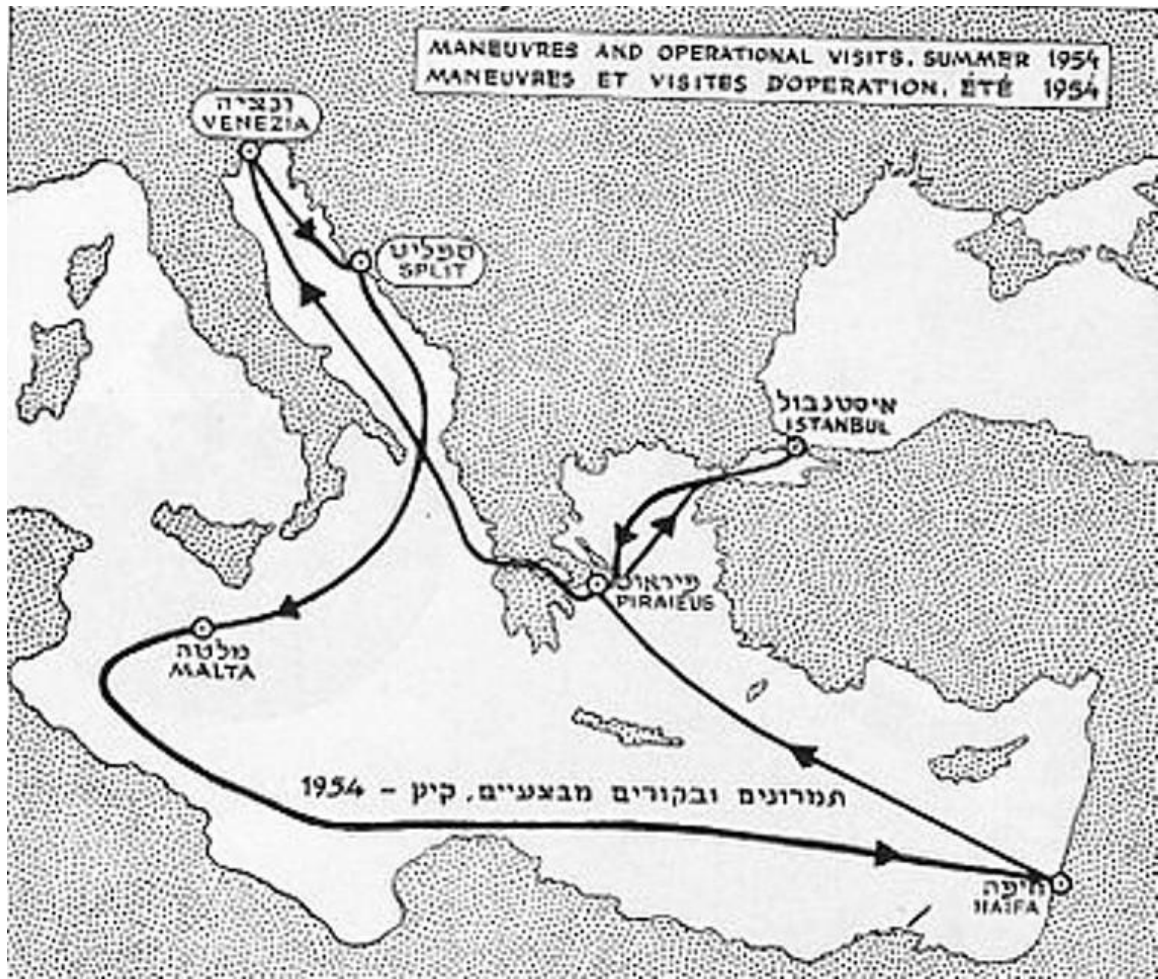 MANEUVRES AND OPERATIONAL VISITS. SUMMER 1954
MANEUVRES ET VISITES D'OPERATION. ÉTÉ 1954
ונציה
VENEZIA
ספליט
SPLIT
איסטנבול
ISTANBUL
פיראוס
PIRAIEUS
מלטה
MALTA
תמרונים ובקורים מבצעיים, קיץ - 1954
חיפה
HAIFA